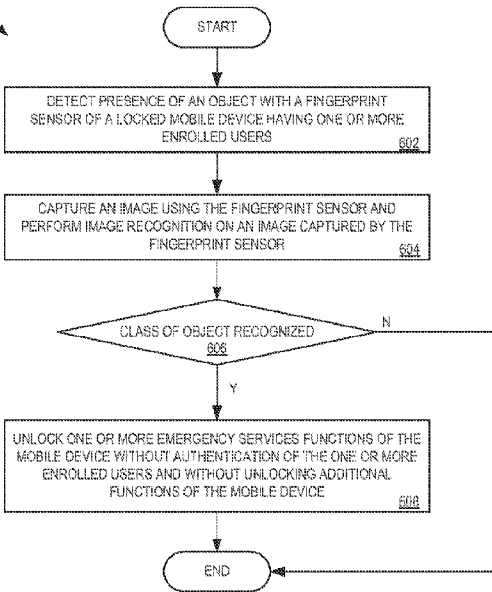 START
DETECT PRESENCE OF AN OBJECT WITH A FINGERPRINT
SENSOR OF A LOCKED MOBILE DEVICE HAVING ONE OR MORE
ENROLLED USERS
602
CAPTURE AN IMAGE USING THE FINGERPRINT SENSOR AND
PERFORM IMAGE RECOGNITION ON AN IMAGE CAPTURED BY THE
FINGERPRINT SENSOR
604
CLASS OF OBJECT RECOGNIZED
606
N
Y
UNLOCK ONE OR MORE EMERGENCY SERVICES FUNCTIONS OF THE
MOBILE DEVICE WITHOUT AUTHENTICATION OF THE ONE OR MORE
ENROLLED USERS AND WITHOUT UNLOCKING ADDITIONAL
FUNCTIONS OF THE MOBILE DEVICE
608
END